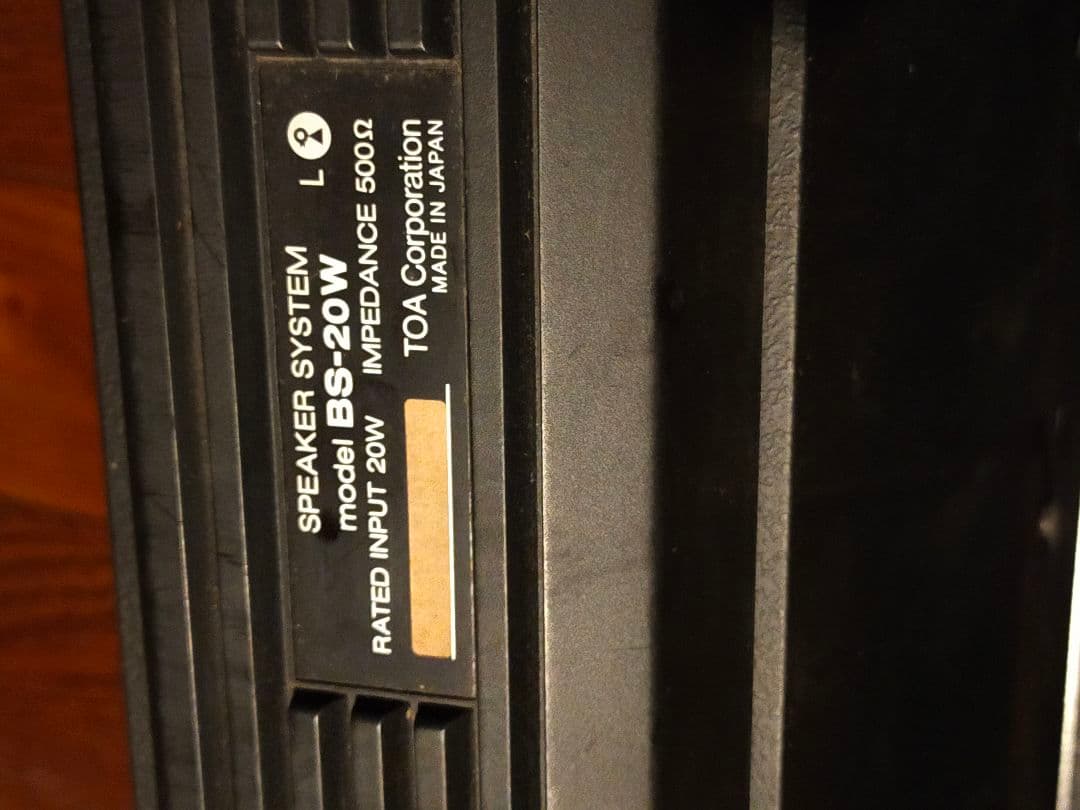 SPEAKER SYSTEM L
model BS-20W
RATED INPUT 20W IMPEDANCE 500Ω
TOA Corporation
MADE IN JAPAN